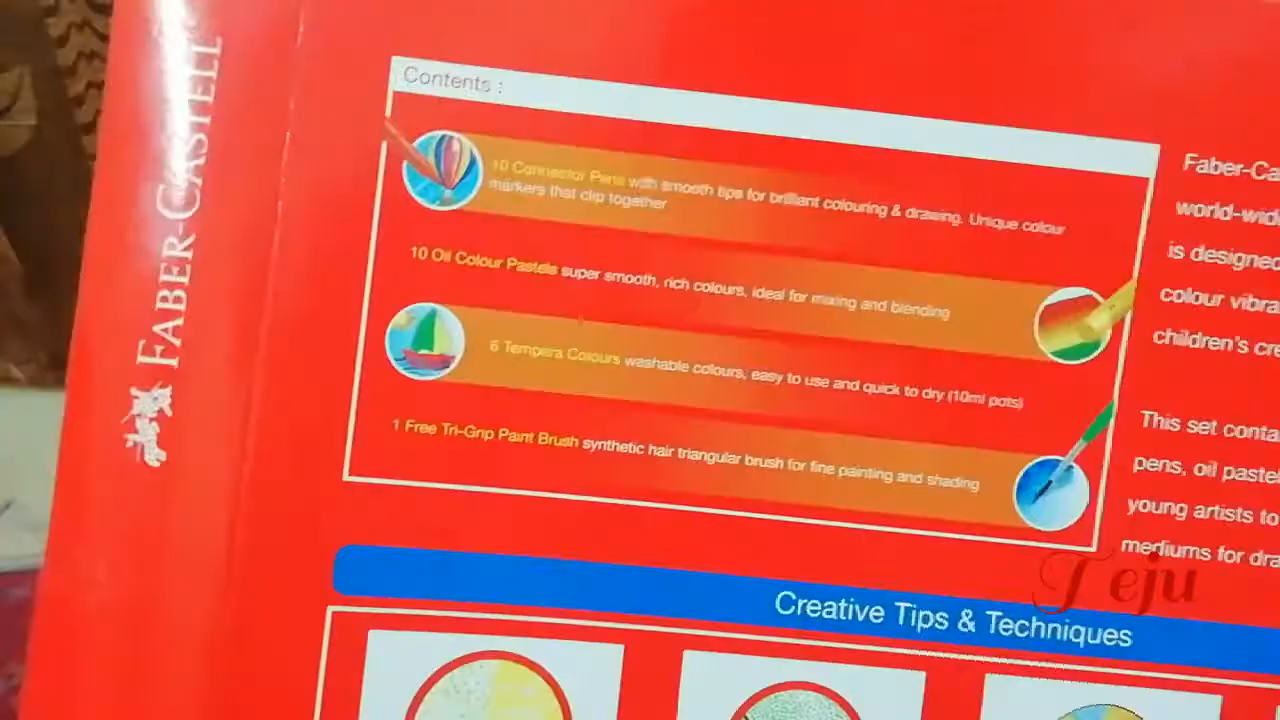 FABER-CASTELL
Contents :
10 Connector Pens with smooth tips for brilliant colouring & drawing. Unique colour
markers that clip together
10 Oil Colour Pastels super smooth, rich colours, ideal for mixing and blending
6 Tempera Colours washable colours, easy to use and quick to dry (10ml pots)
1 Free Tri-Grip Paint Brush synthetic hair triangular brush for fine painting and shading
Faber-Ca
world-wid
is designed
colour vibra
children's cre
This set conta
pens, oil pastel
young artists to
mediums for dra
Teju
Creative Tips & Techniques